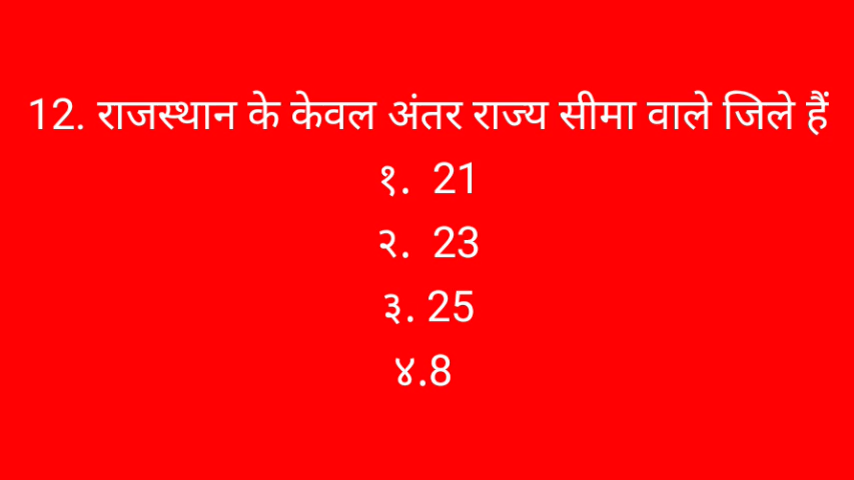 12. राजस्थान के केवल अंतर राज्य सीमा वाले जिले हैं
१. 21
२. 23
३. 25
४.8